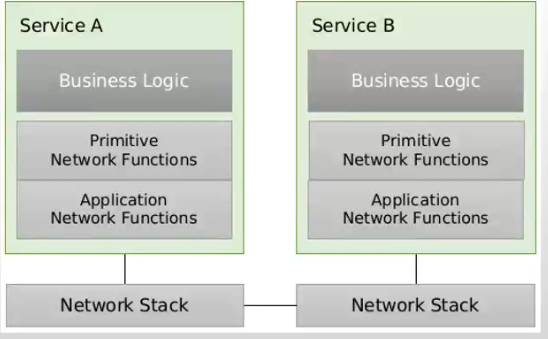 Service A
Business Logic
Primitive
Network Functions
Application
Network Functions
Network Stack
Service B
Business Logic
Primitive
Network Functions
Application
Network Functions
Network Stack